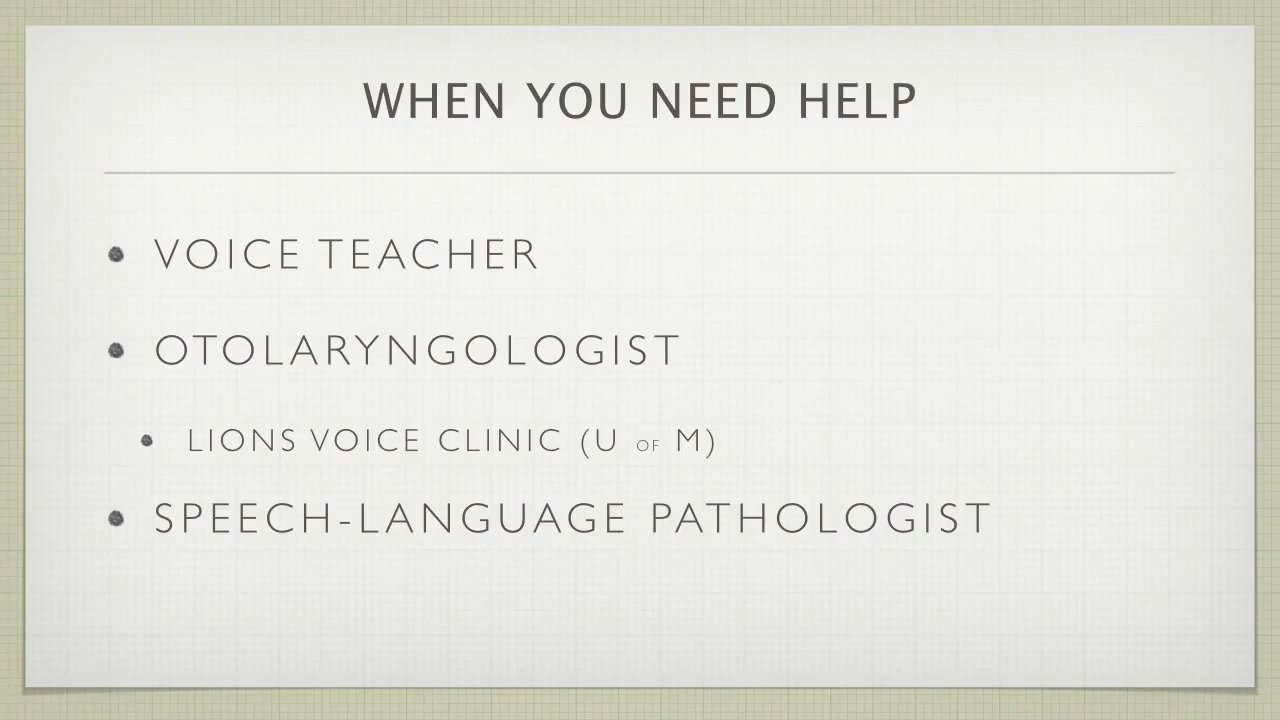 WHEN YOU NEED HELP
VOICE TEACHER
OTOLARYNGOLOGIST
LIONS VOICE CLINIC (U OF M)
SPEECH-LANGUAGE PATHOLOGIST